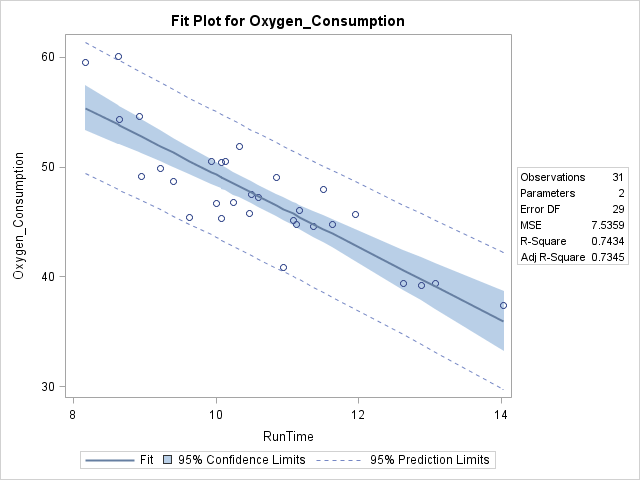 Fit Plot for Oxygen_Consumption
60
50
40
30
Oxygen_Consumption
8
10
12
14
RunTime
Observations 31
Parameters 2
Error DF 29
MSE 7.5359
R-Square 0.7434
Adj R-Square 0.7345
Fit 95% Confidence Limits 95% Prediction Limits